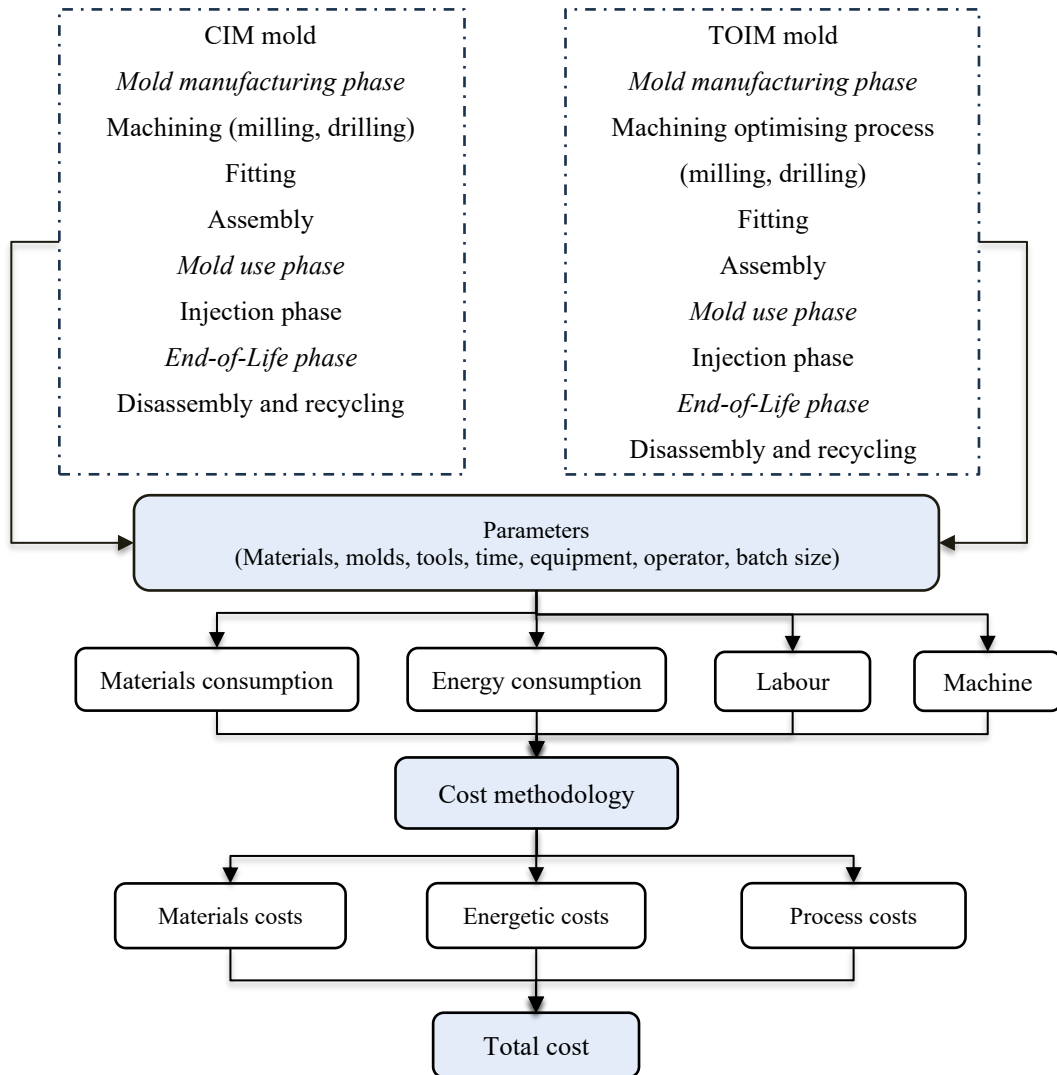 CIM mold
Mold manufacturing phase
Machining (milling, drilling)
Fitting
Assembly
Mold use phase
Injection phase
End-of-Life phase
Disassembly and recycling
TOIM mold
Mold manufacturing phase
Machining optimising process
(milling, drilling)
Fitting
Assembly
Mold use phase
Injection phase
End-of-Life phase
Disassembly and recycling
Parameters
(Materials, molds, tools, time, equipment, operator, batch size)
Materials consumption
Energy consumption
Labour
Machine
Cost methodology
Materials costs
Energetic costs
Process costs
Total cost